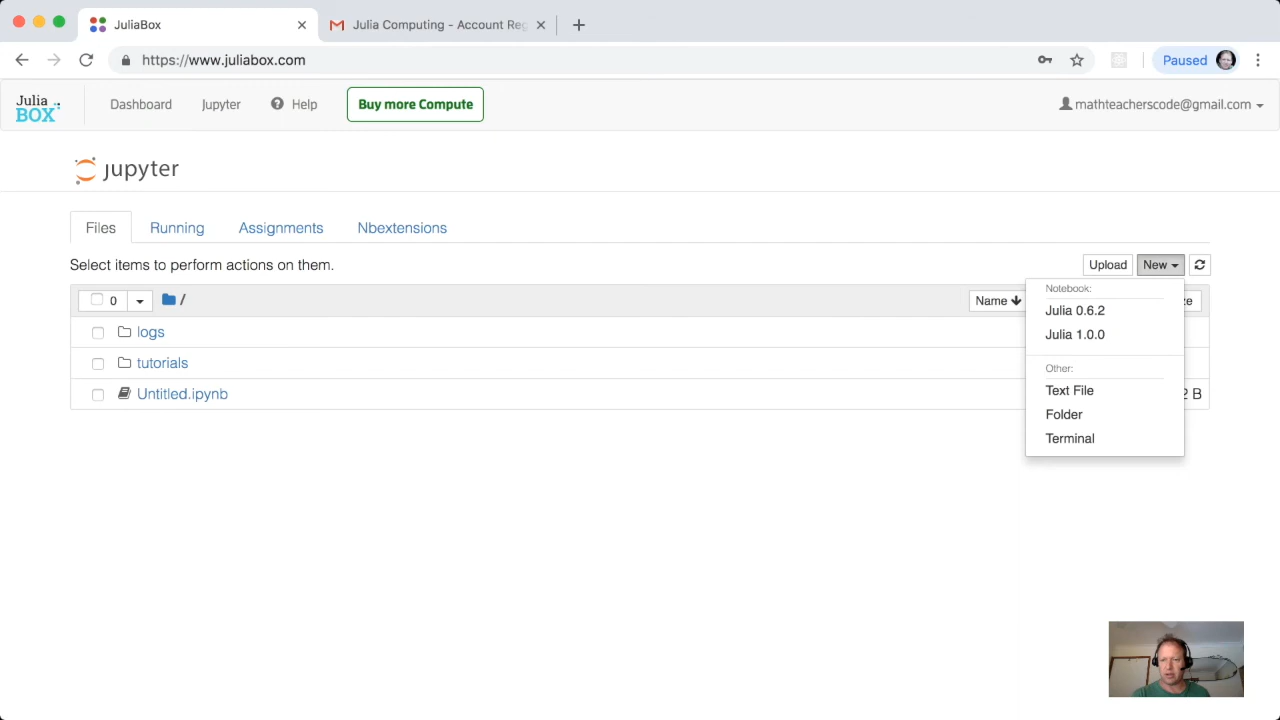 JuliaBox
Julia Computing - Account Reg
https://www.juliabox.com
Paused
Julia
BOX
Dashboard
Jupyter
Help
Buy more Compute
mathteacherscode@gmail.com
jupyter
Files
Running
Assignments
Nbextensions
Select items to perform actions on them.
Upload
New
0
/
Name
ze
Notebook:
Julia 0.6.2
Julia 1.0.0
logs
tutorials
Untitled.ipynb
2 B
Other:
Text File
Folder
Terminal